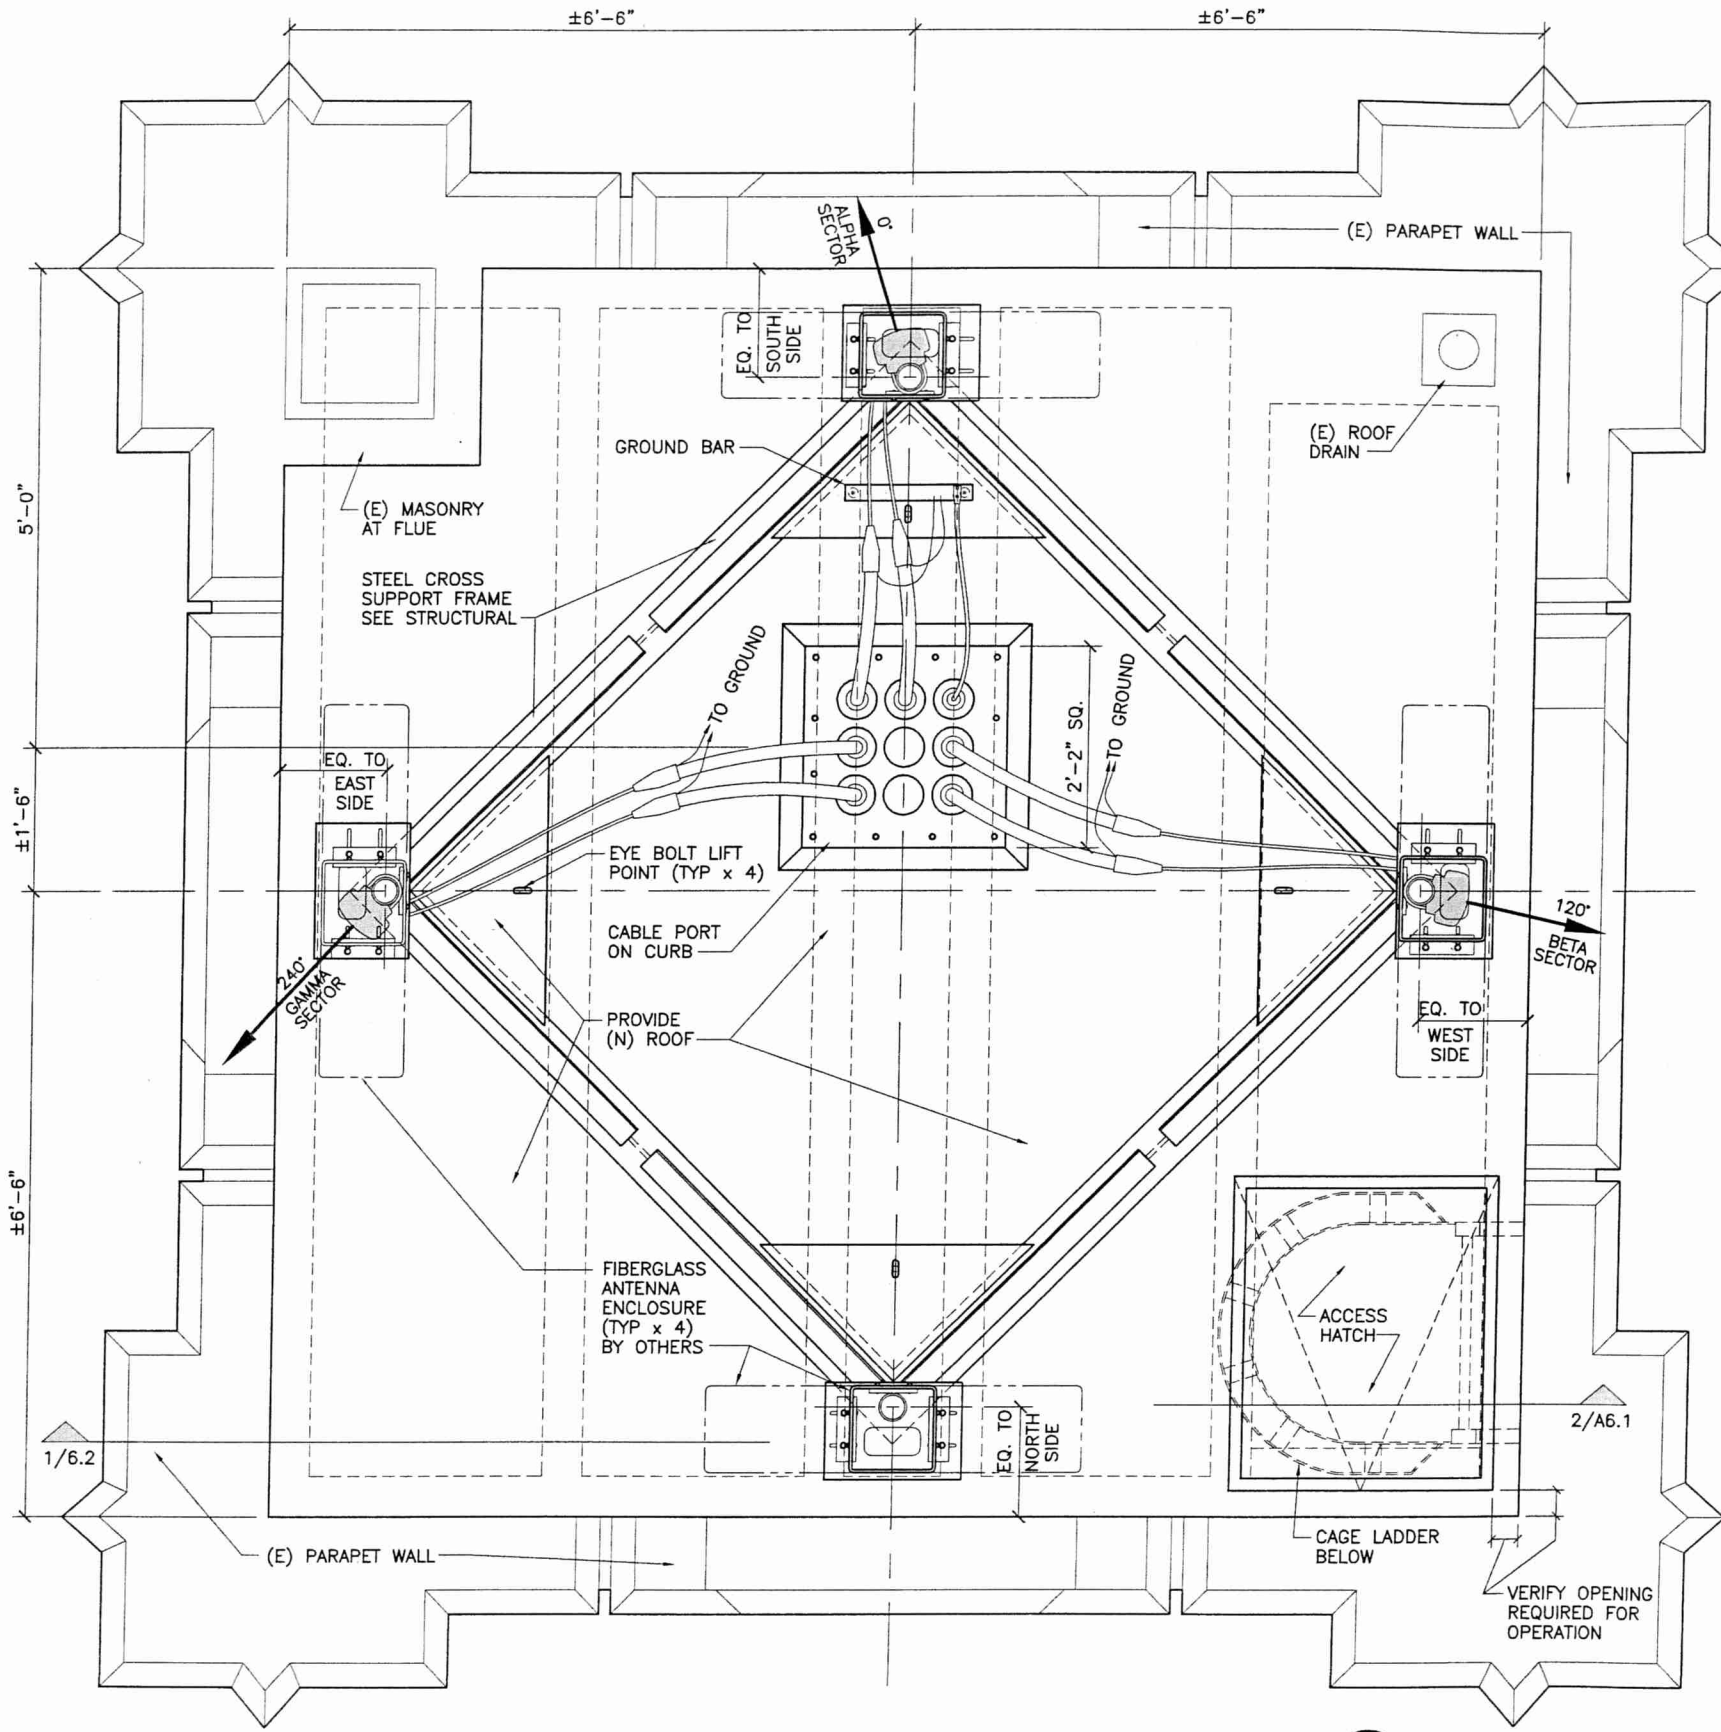 ±6'-6"
±6'-6"
0°
ALPHA
SECTOR
(E) PARAPET WALL
EQ. TO
SOUTH
SIDE
GROUND BAR
(E) ROOF
DRAIN
(E) MASONRY
AT FLUE
5'-0"
STEEL CROSS
SUPPORT FRAME
SEE STRUCTURAL
TO GROUND
2'-2" SQ.
TO GROUND
EQ. TO
EAST
SIDE
±1'-6"
EYE BOLT LIFT
POINT (TYP x 4)
CABLE PORT
ON CURB
120°
BETA
SECTOR
240°
GAMMA
SECTOR
EQ. TO
WEST
SIDE
PROVIDE
(N) ROOF
±6'-6"
FIBERGLASS
ANTENNA
ENCLOSURE
(TYP x 4)
BY OTHERS
ACCESS
HATCH
EQ. TO
NORTH
SIDE
1/6.2
2/A6.1
(E) PARAPET WALL
CAGE LADDER
BELOW
VERIFY OPENING
REQUIRED FOR
OPERATION